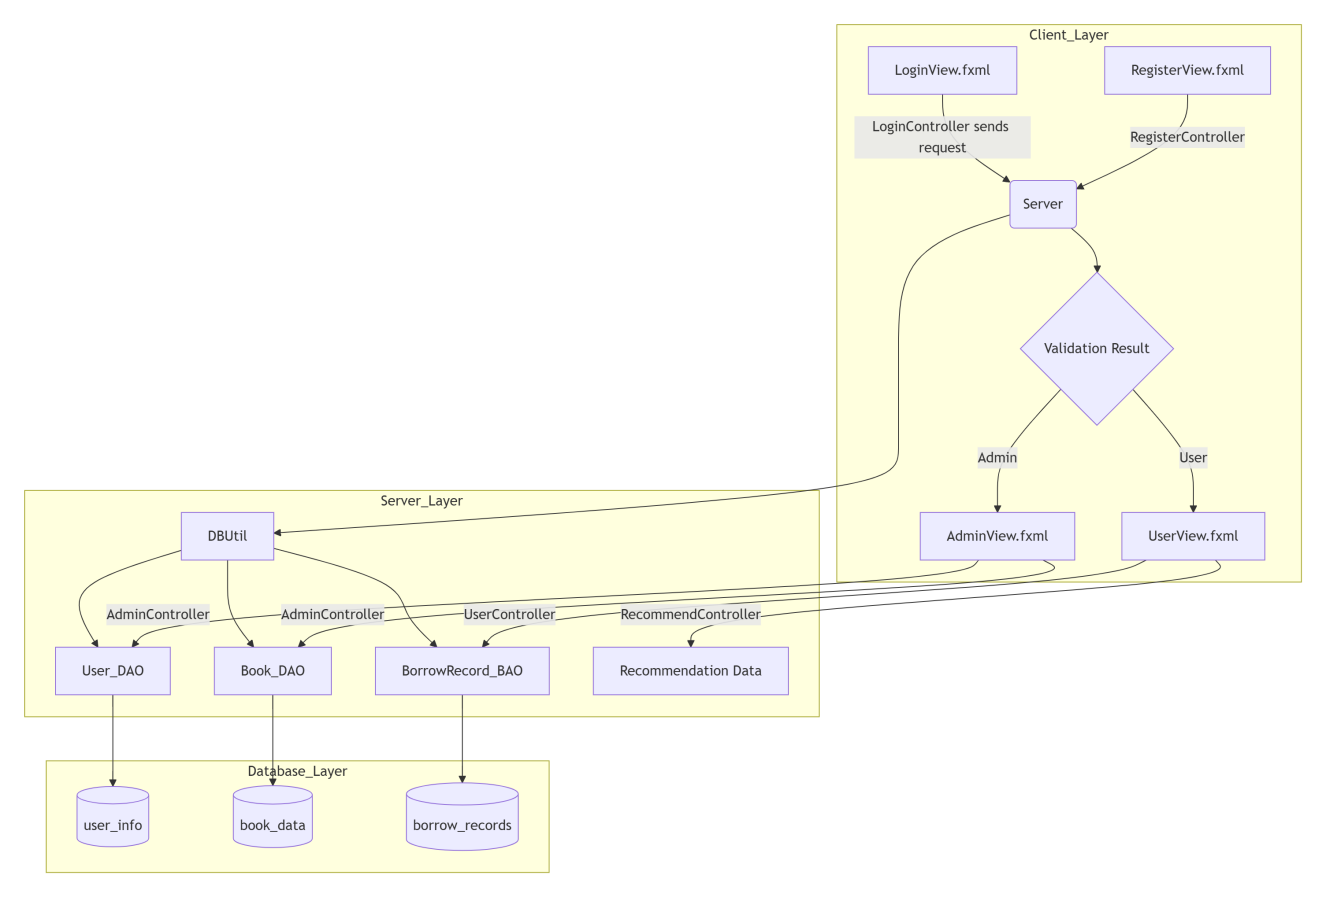 Client_Layer
LoginView.fxml
RegisterView.fxml
LoginController sends
request
RegisterController
Server
Validation Result
Admin
User
Server_Layer
DBUtil
AdminView.fxml
UserView.fxml
AdminController
AdminController
UserController
RecommendController
User_DAO
Book_DAO
BorrowRecord_BAO
Recommendation Data
Database_Layer
user_info
book_data
borrow_records